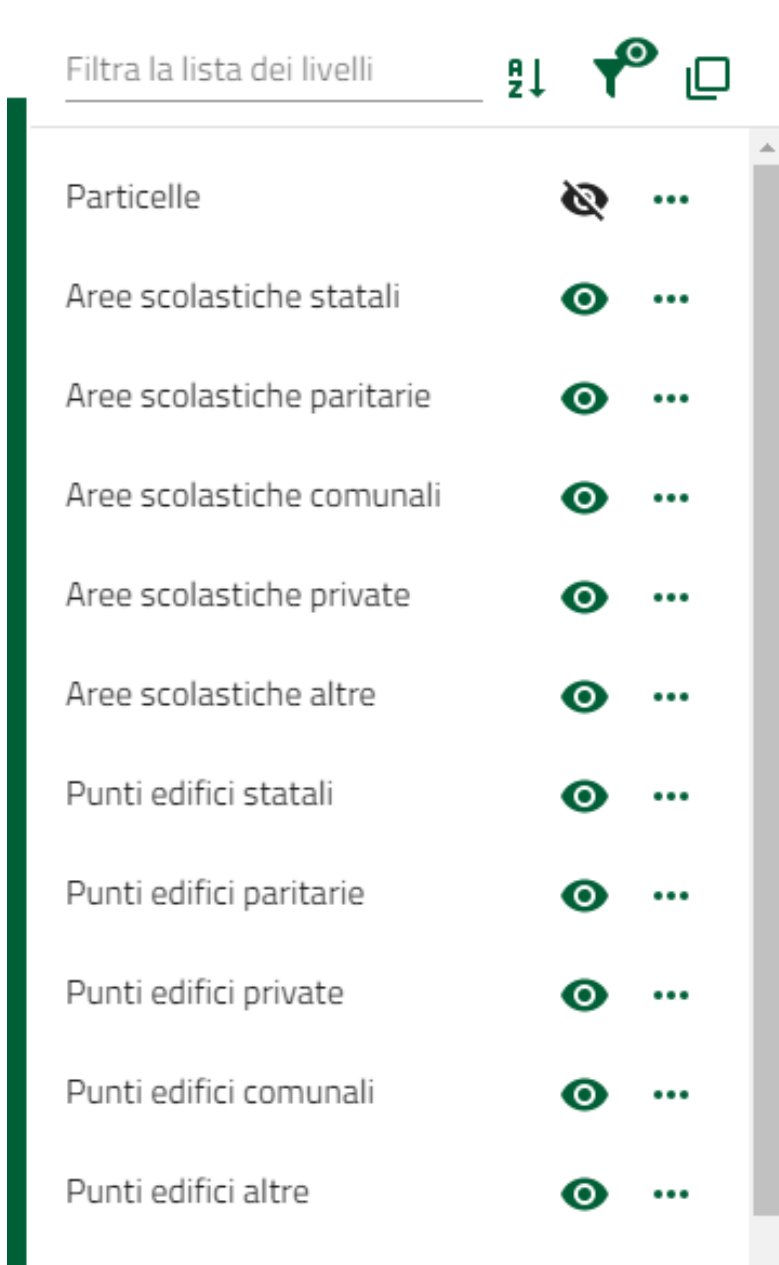 Filtra la lista dei livelli
A
Z
Particelle
Aree scolastiche statali
Aree scolastiche paritarie
Aree scolastiche comunali
Aree scolastiche private
Aree scolastiche altre
Punti edifici statali
Punti edifici paritarie
Punti edifici private
Punti edifici comunali
Punti edifici altre